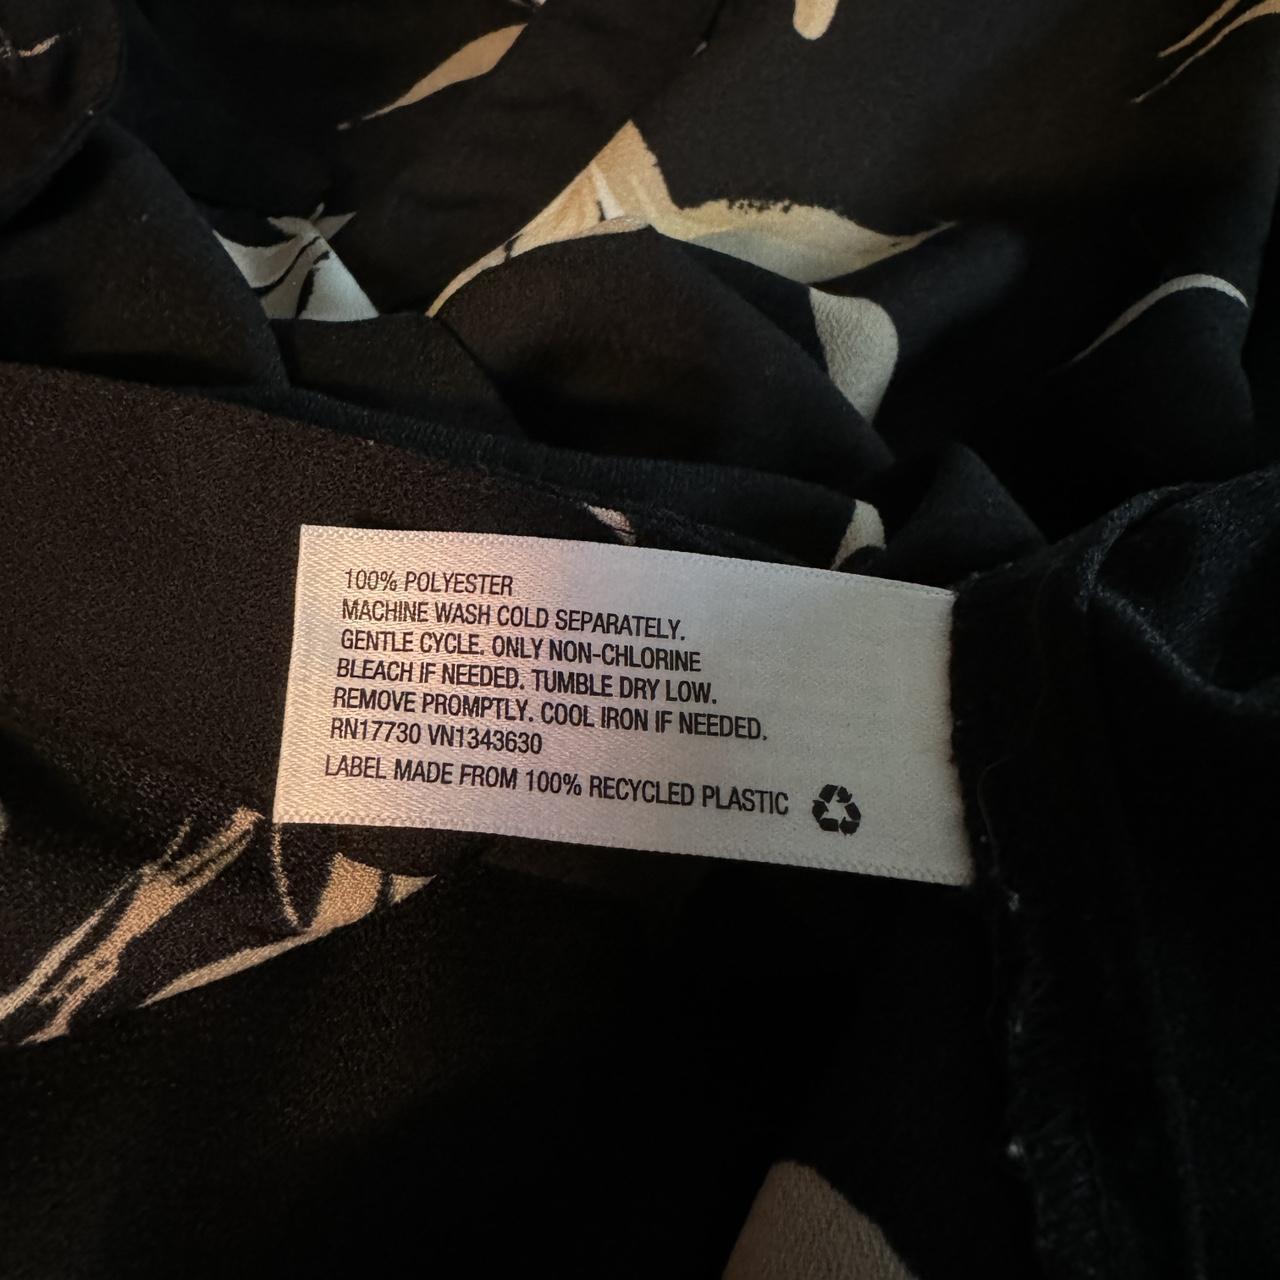 100% POLYESTER
MACHINE WASH COLD SEPARATELY.
GENTLE CYCLE. ONLY NON-CHLORINE
BLEACH IF NEEDED. TUMBLE DRY LOW.
REMOVE PROMPTLY. COOL IRON IF NEEDED.
RN17730 VN1343630
LABEL MADE FROM 100% RECYCLED PLASTIC